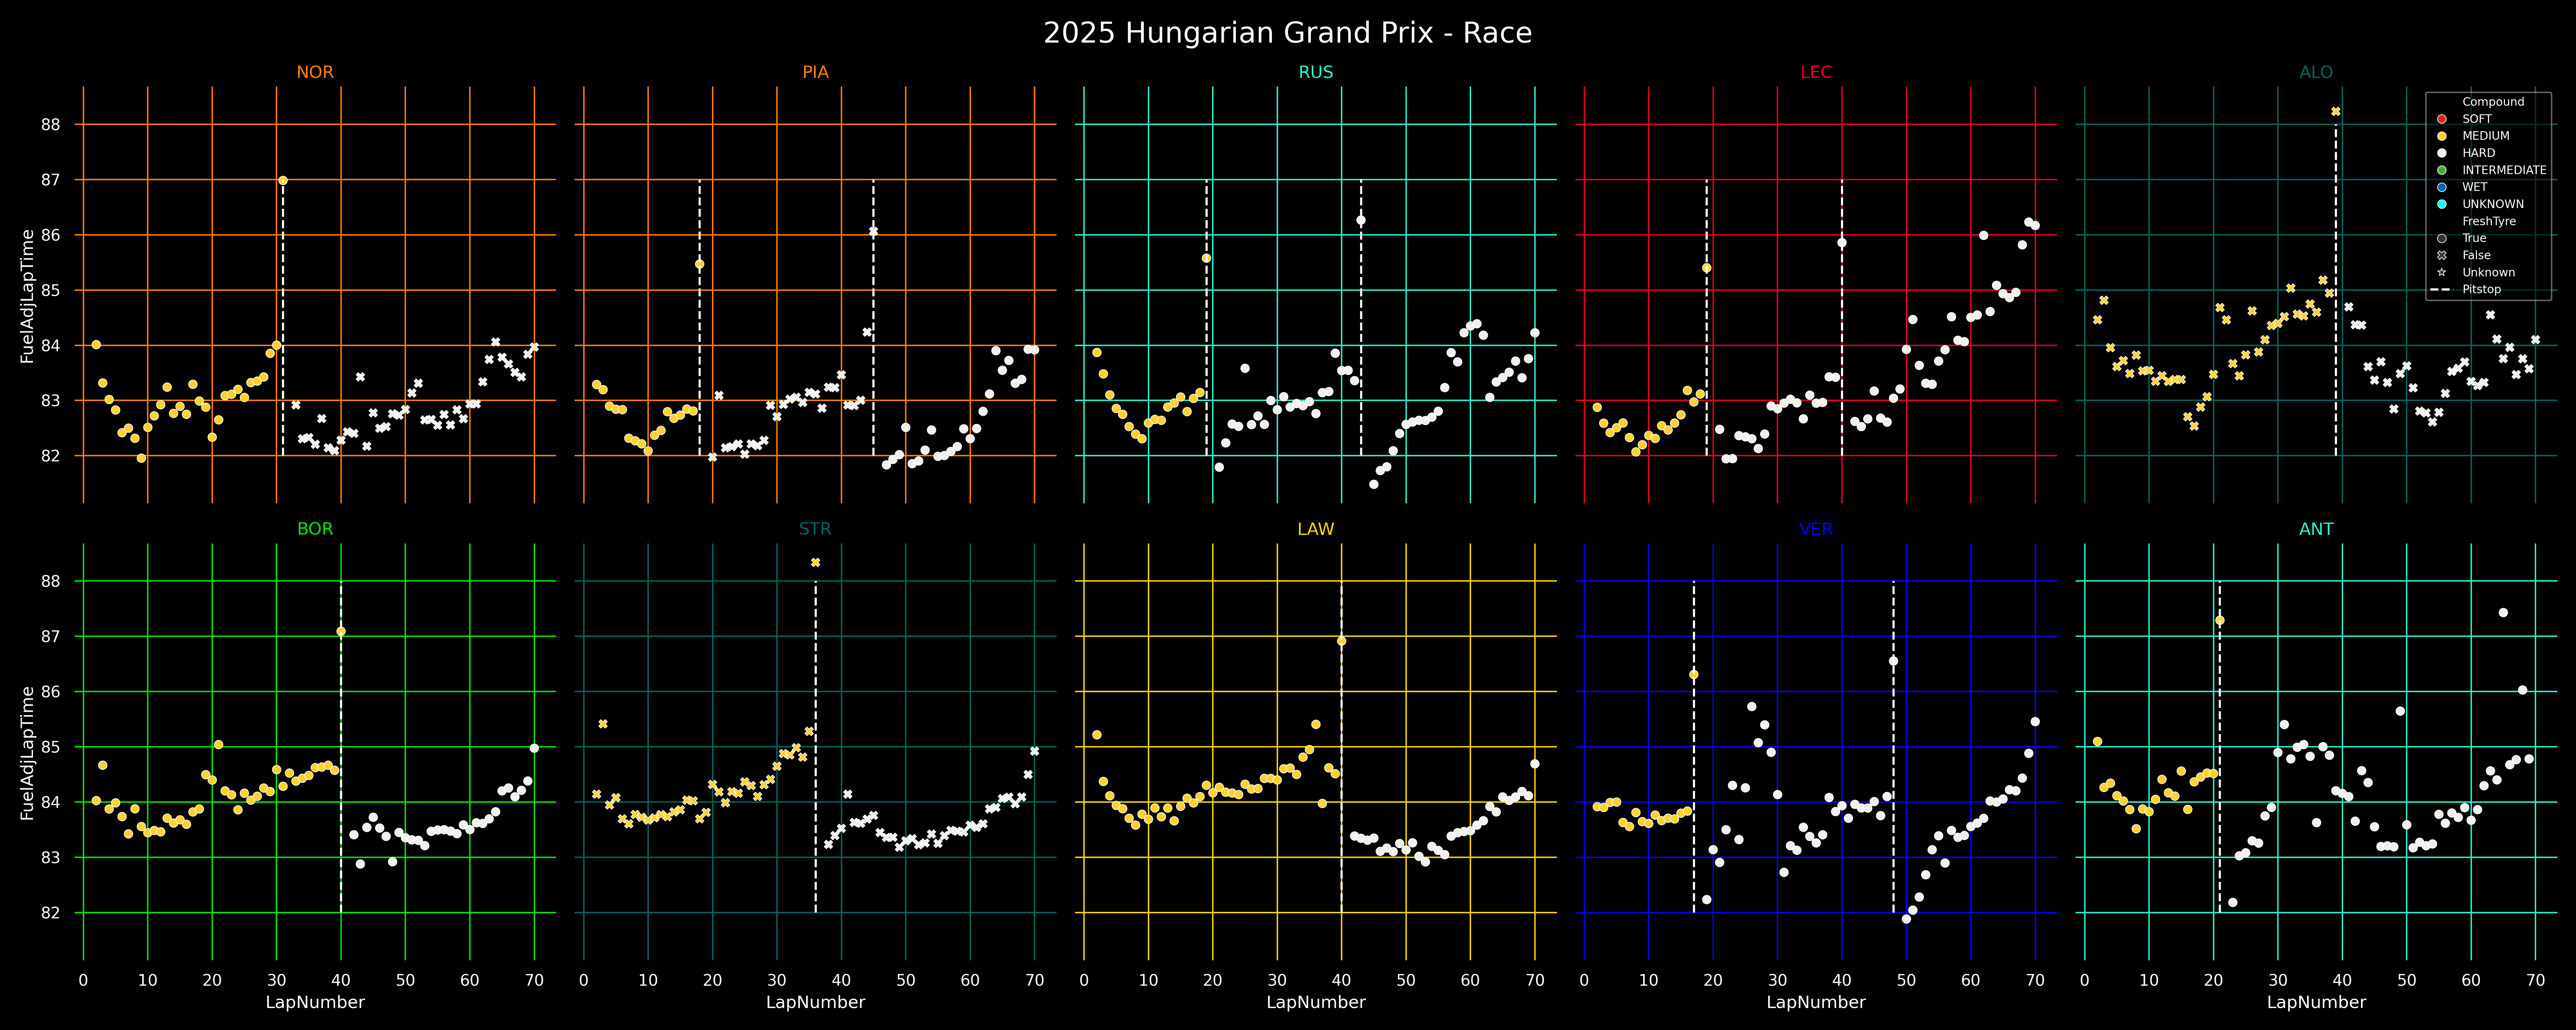 2025 Hungarian Grand Prix - Race
NOR
PIA
RUS
LEC
ALO
FuelAdjLapTime
88
87
86
85
84
83
82
Compound
SOFT
MEDIUM
HARD
INTERMEDIATE
WET
UNKNOWN
FreshTyre
True
False
Unknown
Pitstop
BOR
STR
LAW
VER
ANT
FuelAdjLapTime
88
87
86
85
84
83
82
0 10 20 30 40 50 60 70
0 10 20 30 40 50 60 70
0 10 20 30 40 50 60 70
0 10 20 30 40 50 60 70
0 10 20 30 40 50 60 70
LapNumber
LapNumber
LapNumber
LapNumber
LapNumber